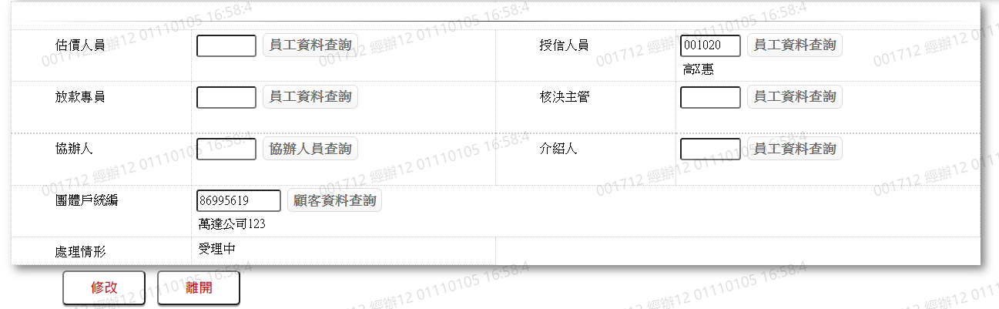 估價人員 員工資料查詢 授信人員 001020 員工資料查詢
高X惠
放款專員 員工資料查詢 核決主管 員工資料查詢
協辦人 協辦人員查詢 介紹人 員工資料查詢
團體戶統編 86995619 顧客資料查詢
萬達公司123
處理情形 受理中
修改 離開
001712 經辦12 01110105 16:58:4